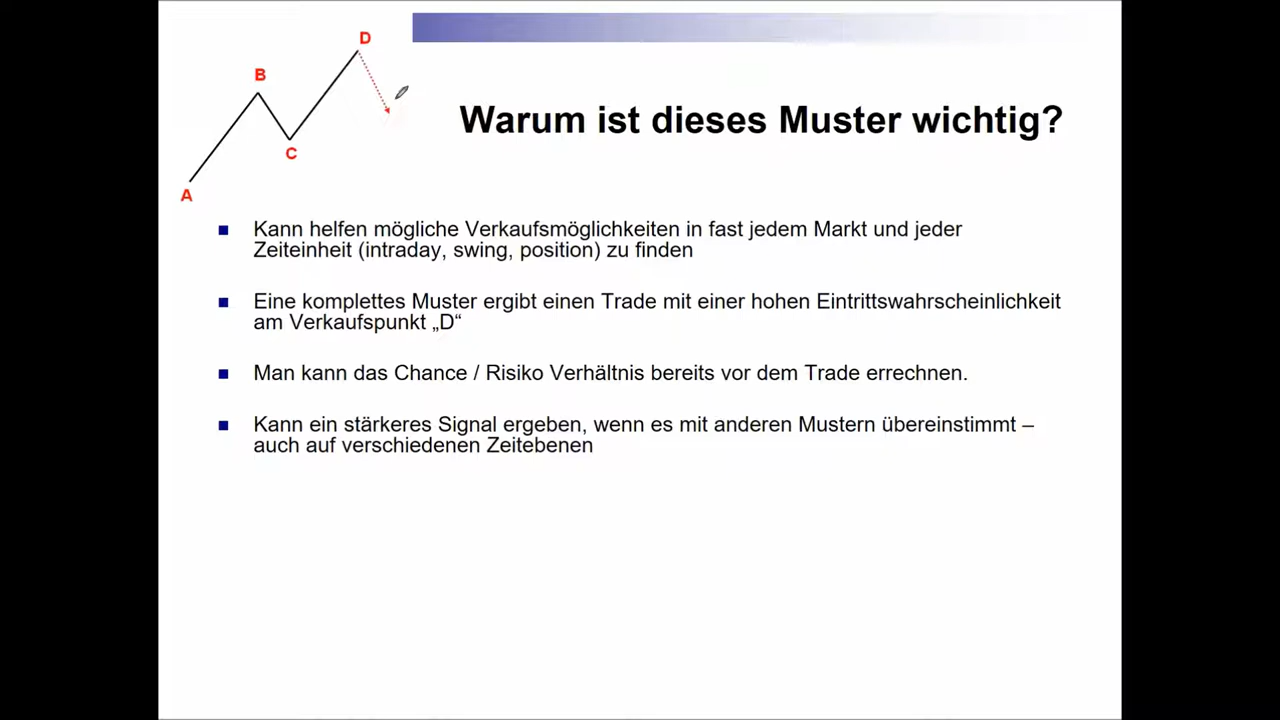 D
B
C
A
Warum ist dieses Muster wichtig?
Kann helfen mögliche Verkaufsmöglichkeiten in fast jedem Markt und jeder
Zeiteinheit (intraday, swing, position) zu finden
Eine komplettes Muster ergibt einen Trade mit einer hohen Eintrittswahrscheinlichkeit
am Verkaufspunkt „D“
Man kann das Chance / Risiko Verhältnis bereits vor dem Trade errechnen.
Kann ein stärkeres Signal ergeben, wenn es mit anderen Mustern übereinstimmt –
auch auf verschiedenen Zeitebenen